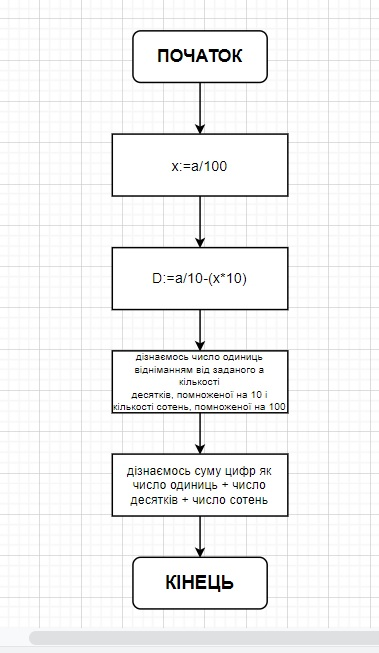 ПОЧАТОК
x:=a/100
D:=a/10-(x*10)
дізнаємось число одиниць
відніманням від заданого а
кількості
десятків, помноженої на 10 і
кількості сотень, помноженої на 100
дізнаємось суму цифр як
число одиниць + число
десятків + число сотень
КІНЕЦЬ